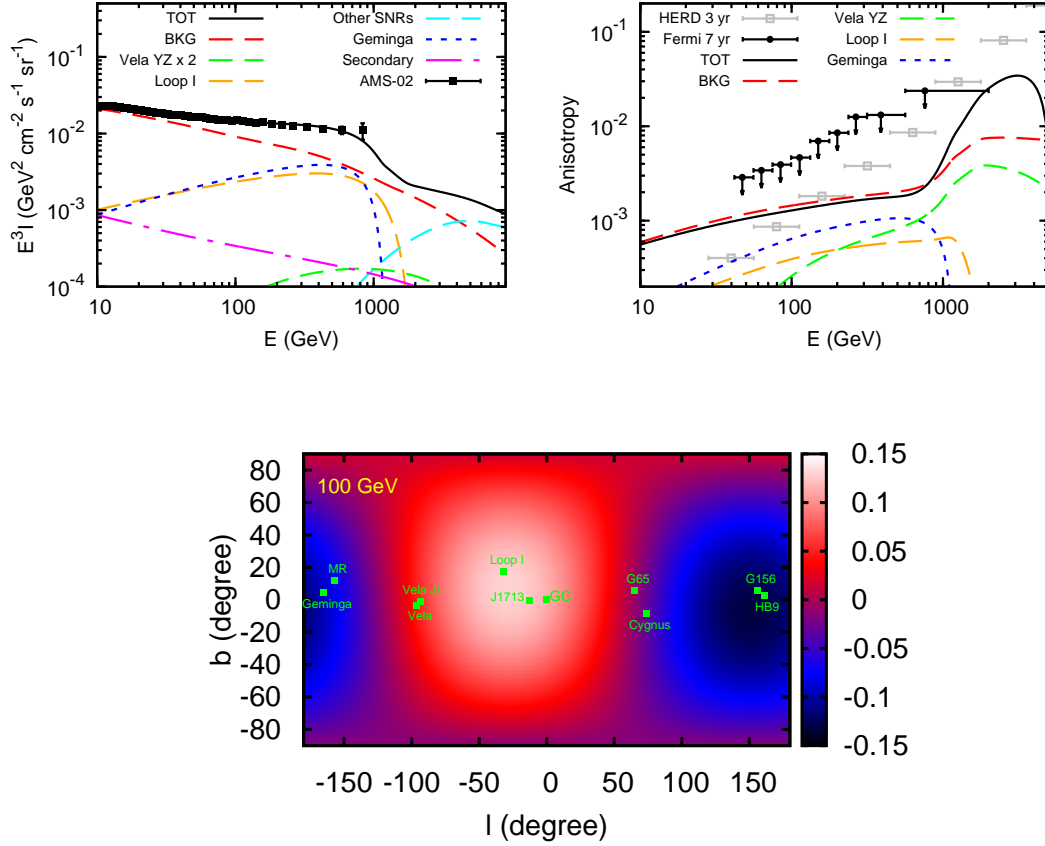 TOT
BKG
Vela YZ x 2
Loop I
Other SNRs
Geminga
Secondary
AMS-02
E³I (GeV² cm⁻² s⁻¹ sr⁻¹)
10⁻¹
10⁻²
10⁻³
10⁻⁴
10 100 1000
E (GeV)
HERD 3 yr
Fermi 7 yr
TOT
BKG
Vela YZ
Loop I
Geminga
Anisotropy
10⁻¹
10⁻²
10⁻³
10 100 1000
E (GeV)
100 GeV
b (degree)
80
60
40
20
0
-20
-40
-60
-80
Loop I
MR
Geminga
Vela Jr
Vela
J1713
GC
G65
Cygnus
G156
HB9
-150 -100 -50 0 50 100 150
l (degree)
0.15
0.1
0.05
0
-0.05
-0.1
-0.15